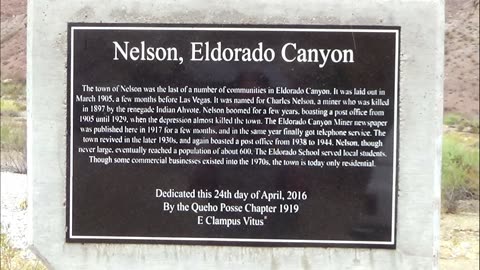 Nelson, Eldorado Canyon
The town of Nelson was the last of a number of communities in Eldorado Canyon. It was laid out in
March 1905, a few months before Las Vegas. It was named for Charles Nelson, a miner who was killed
in 1897 by the renegade Indian Ahvote. Nelson boomed for a few years, boasting a post office from
1905 until 1929, when the depression almost killed the town. The Eldorado Canyon Miner newspaper
was published here in 1917 for a few months, and in the same year finally got telephone service. The
town revived in the later 1930s, and again boasted a post office from 1938 to 1944. Nelson, though
never large, eventually reached a population of about 600. The Eldorado School served local students.
Though some commercial businesses existed into the 1970s, the town is today only residential.
Dedicated this 24th day of April, 2016
By the Queho Posse Chapter 1919
E Clampus Vitus®